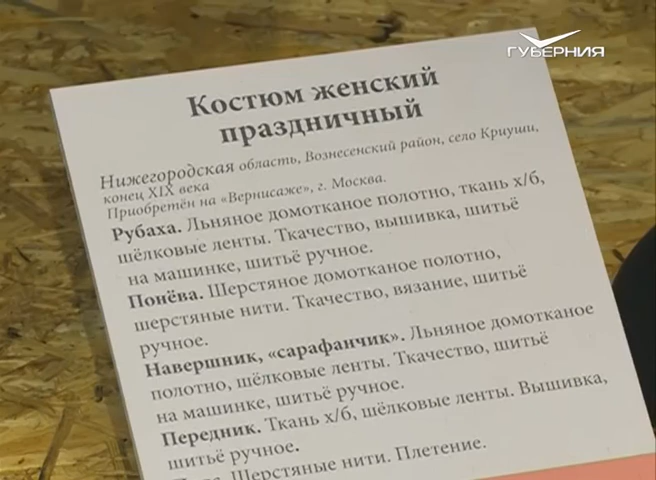 ГУБЕРНИЯ
Костюм женский
праздничный
Нижегородская область, Вознесенский район, село Криуши,
конец XIX века
Приобретён на «Вернисаже», г. Москва.
Рубаха. Льняное домотканое полотно, ткань х/б,
шёлковые ленты. Ткачество, вышивка, шитьё
на машинке, шитьё ручное.
Понёва. Шерстяное домотканое полотно,
шерстяные нити. Ткачество, вязание, шитьё
ручное.
Навершник, «сарафанчик». Льняное домотканое
полотно, шёлковые ленты. Ткачество, шитьё
на машинке, шитьё ручное.
Передник. Ткань х/б, шёлковые ленты. Вышивка,
шитьё ручное.
Шерстяные нити. Плетение.